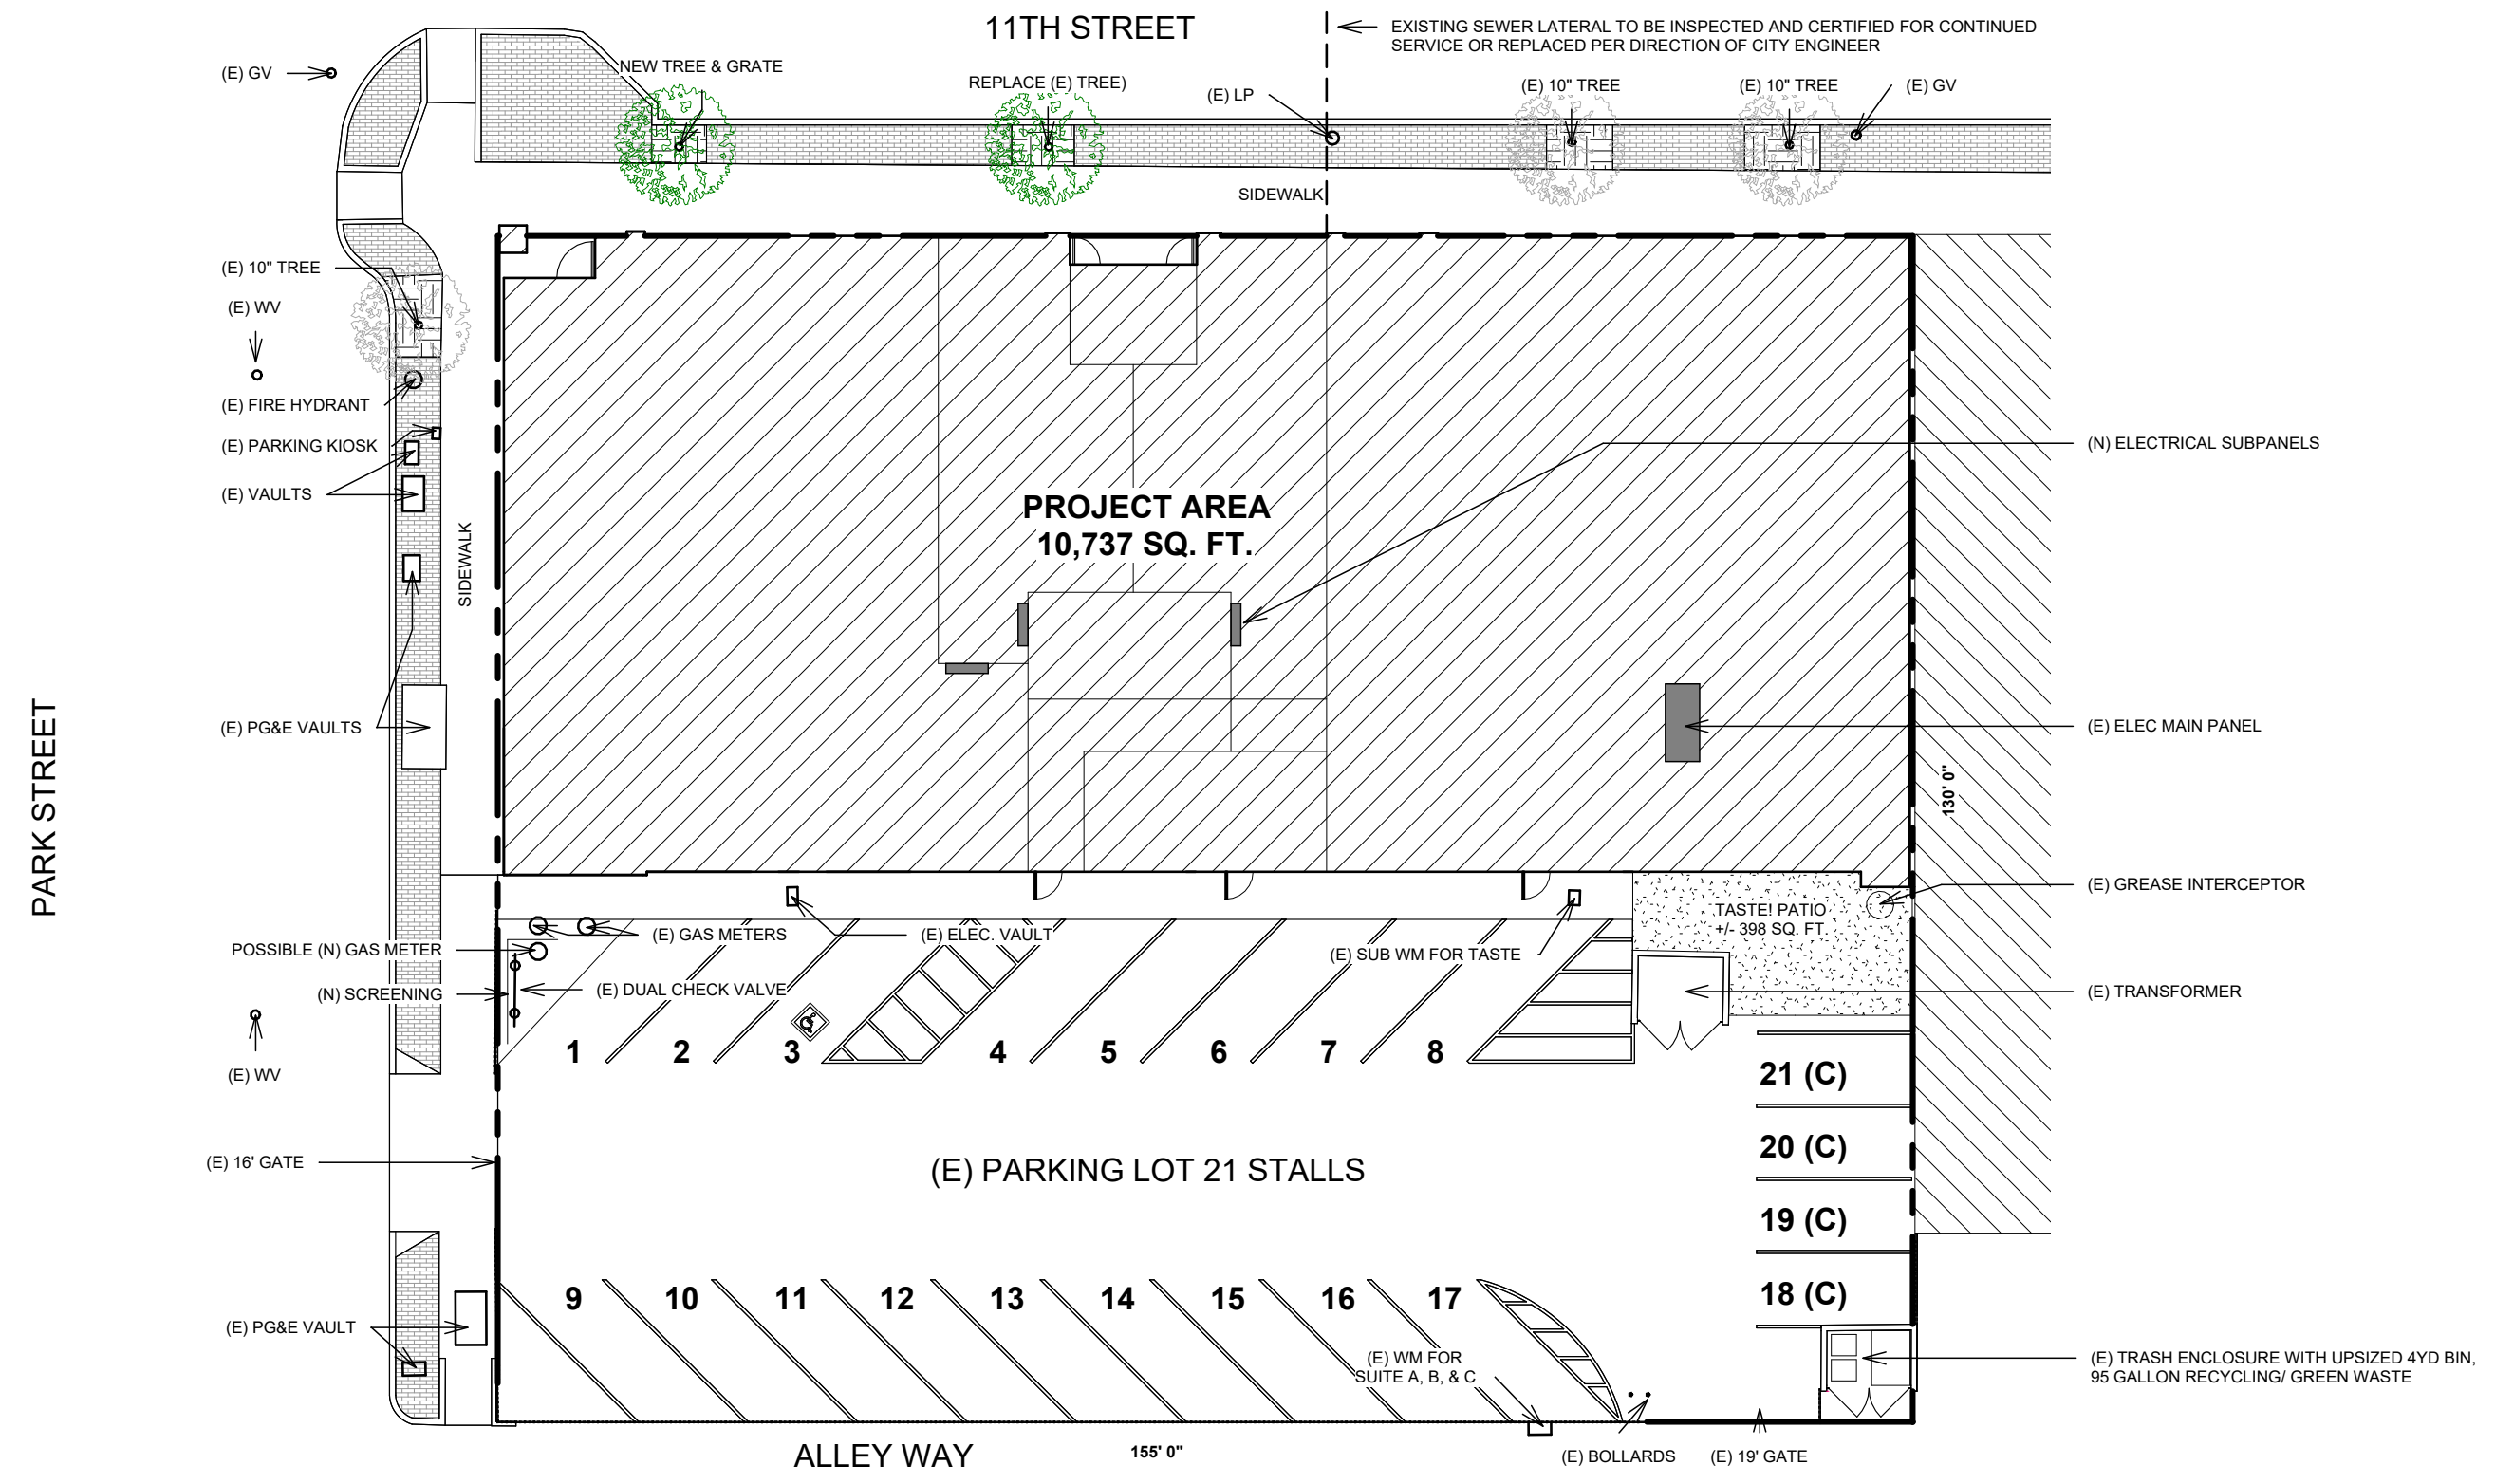 11TH STREET
EXISTING SEWER LATERAL TO BE INSPECTED AND CERTIFIED FOR CONTINUED
SERVICE OR REPLACED PER DIRECTION OF CITY ENGINEER
(E) GV
NEW TREE & GRATE
REPLACE (E) TREE)
(E) LP
(E) 10" TREE
(E) 10" TREE
(E) GV
SIDEWALK
(E) 10" TREE
(E) WV
(E) FIRE HYDRANT
(E) PARKING KIOSK
(E) VAULTS
SIDEWALK
(N) ELECTRICAL SUBPANELS
PROJECT AREA
10,737 SQ. FT.
(E) PG&E VAULTS
(E) ELEC MAIN PANEL
PARK STREET
130' 0"
(E) GREASE INTERCEPTOR
TASTE! PATIO
+/- 398 SQ. FT.
(E) GAS METERS
(E) ELEC. VAULT
POSSIBLE (N) GAS METER
(E) SUB WM FOR TASTE
(N) SCREENING
(E) DUAL CHECK VALVE
(E) TRANSFORMER
1
2
3
4
5
6
7
8
(E) WV
21 (C)
20 (C)
(E) 16' GATE
(E) PARKING LOT 21 STALLS
19 (C)
18 (C)
9
10
11
12
13
14
15
16
17
(E) PG&E VAULT
(E) WM FOR
SUITE A, B, & C
(E) TRASH ENCLOSURE WITH UPSIZED 4YD BIN,
95 GALLON RECYCLING/ GREEN WASTE
ALLEY WAY
155' 0"
(E) BOLLARDS
(E) 19' GATE